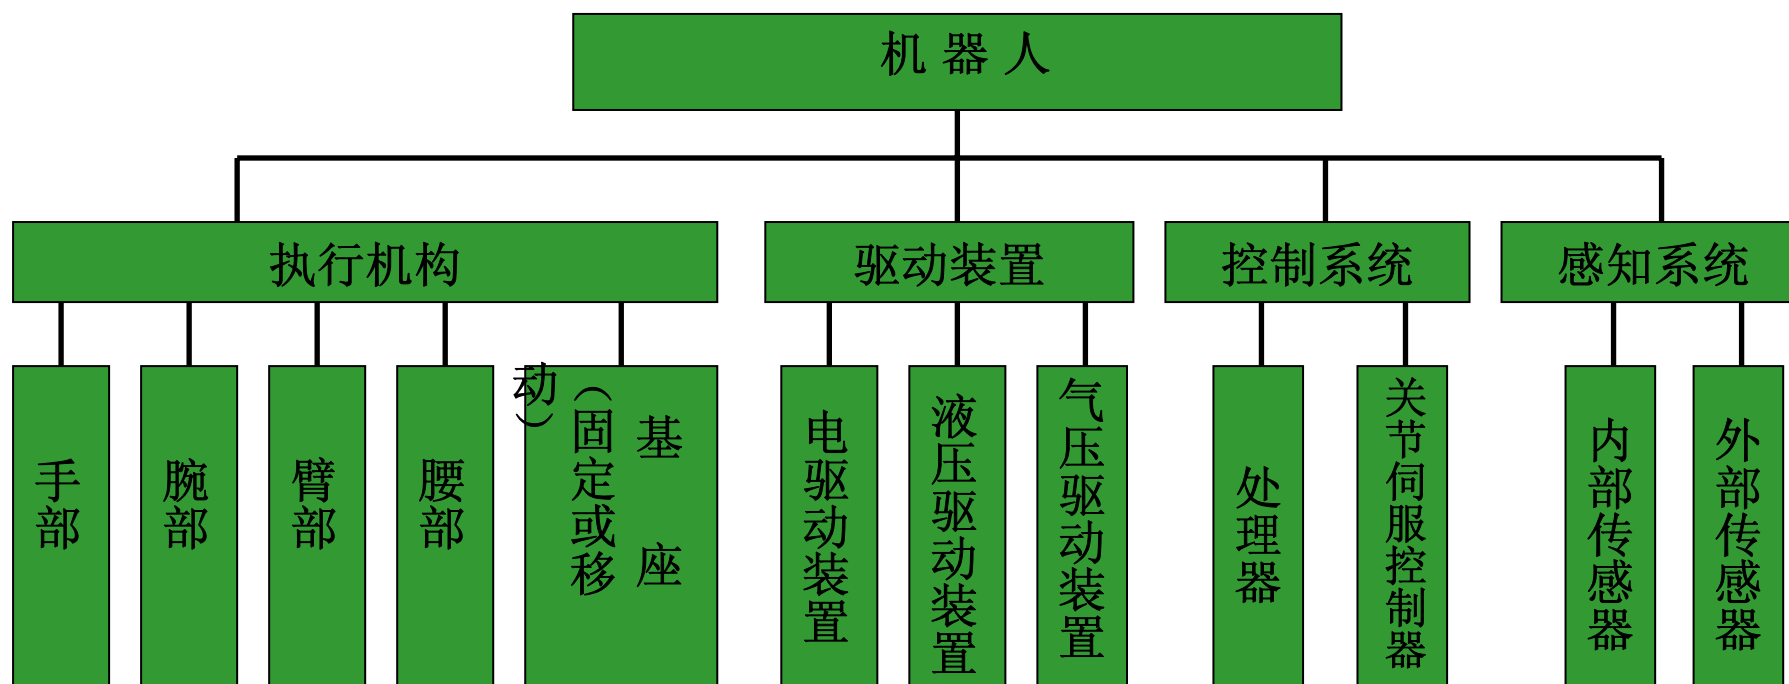 机 器 人
执行机构
驱动装置
控制系统
感知系统
手部
腕部
臂部
腰部
基 座
（固定或移
动）
电驱动装置
液压驱动装置
气压驱动装置
处理器
关节伺服控制器
内部传感器
外部传感器